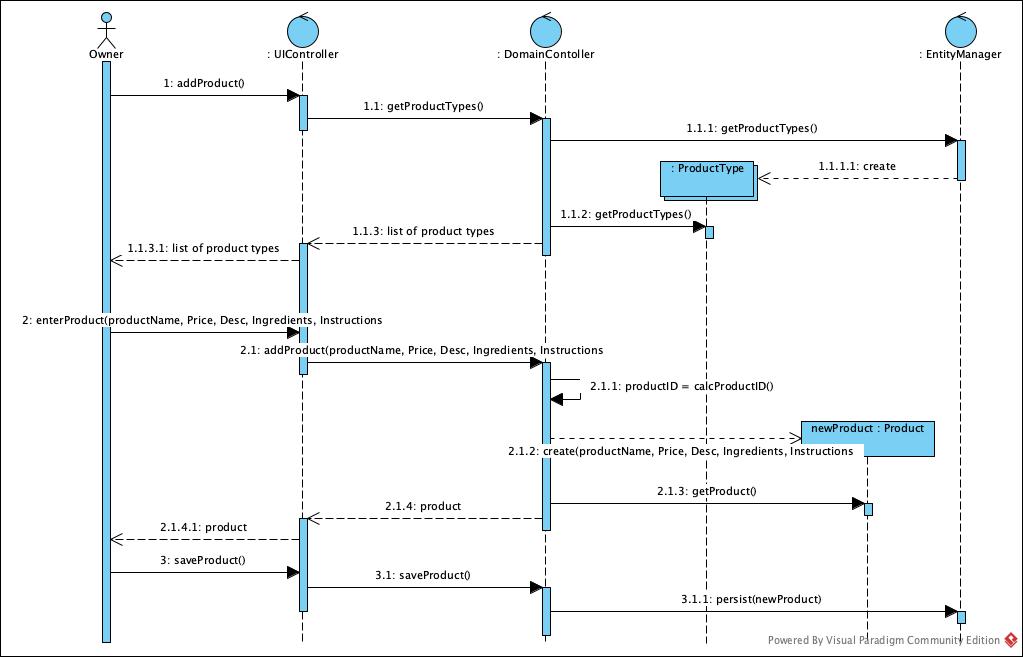 Owner
: UIController
: DomainContoller
: EntityManager
1: addProduct()
1.1: getProductTypes()
1.1.1: getProductTypes()
1.1.1.1: create
: ProductType
1.1.2: getProductTypes()
1.1.3: list of product types
1.1.3.1: list of product types
2: enterProduct(productName, Price, Desc, Ingredients, Instructions
2.1: addProduct(productName, Price, Desc, Ingredients, Instructions
2.1.1: productID = calcProductID()
newProduct : Product
2.1.2: create(productName, Price, Desc, Ingredients, Instructions
2.1.3: getProduct()
2.1.4: product
2.1.4.1: product
3: saveProduct()
3.1: saveProduct()
3.1.1: persist(newProduct)
Powered By Visual Paradigm Community Edition